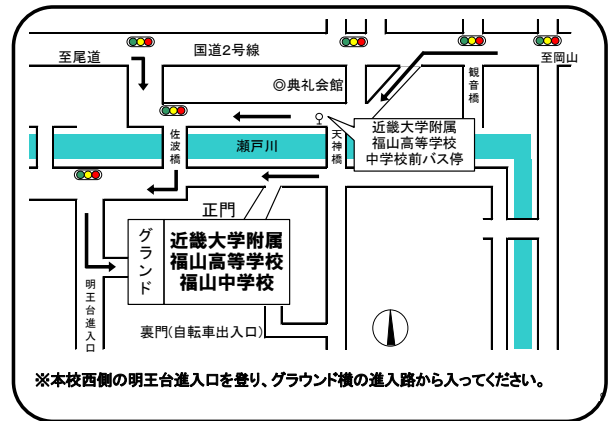 国道2号線
至尾道
至岡山
◎典礼会館
観音橋
近畿大学附属
福山高等学校
中学校前バス停
佐波橋
瀬戸川
天神橋
正門
グランド
近畿大学附属
福山高等学校
福山中学校
明王台進入口
裏門(自転車出入口)
※本校西側の明王台進入口を登り、グラウンド横の進入路から入ってください。